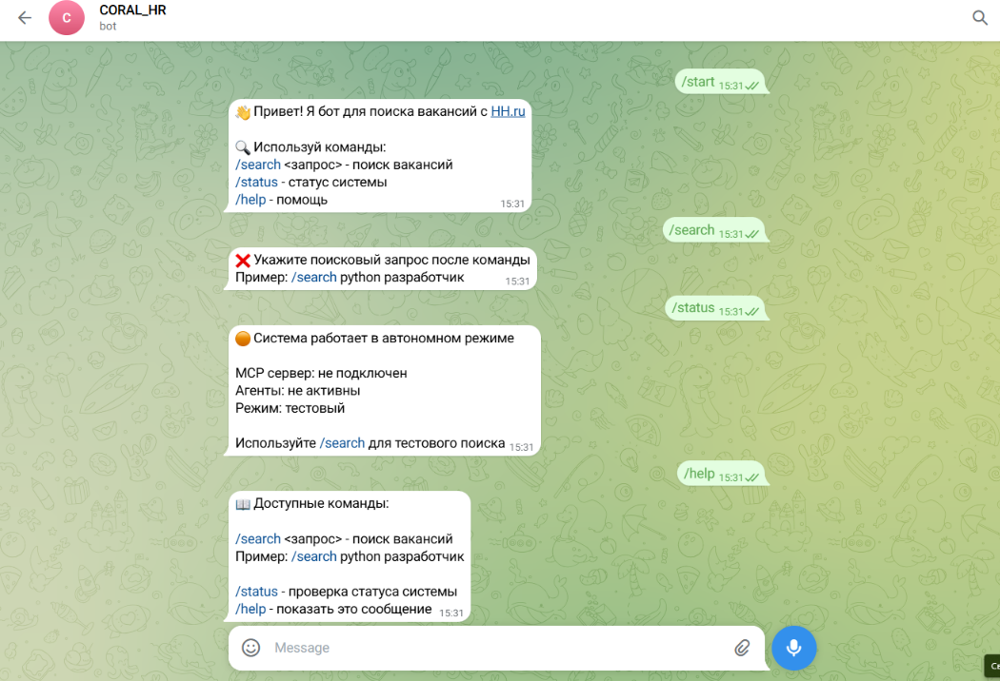 C
CORAL_HR
bot
/start 15:31
👋 Привет! Я бот для поиска вакансий с HH.ru
🔍 Используй команды:
/search <запрос> - поиск вакансий
/status - статус системы
/help - помощь 15:31
/search 15:31
❌ Укажите поисковый запрос после команды
Пример: /search python разработчик 15:31
/status 15:31
🟠 Система работает в автономном режиме
MCP сервер: не подключен
Агенты: не активны
Режим: тестовый
Используйте /search для тестового поиска 15:31
/help 15:31
📖 Доступные команды:
/search <запрос> - поиск вакансий
Пример: /search python разработчик
/status - проверка статуса системы
/help - показать это сообщение 15:31
Message